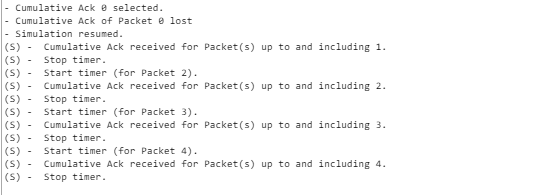 - Cumulative Ack 0 selected.
- Cumulative Ack of Packet 0 lost
- Simulation resumed.
(S) - Cumulative Ack received for Packet(s) up to and including 1.
(S) - Stop timer.
(S) - Start timer (for Packet 2).
(S) - Cumulative Ack received for Packet(s) up to and including 2.
(S) - Stop timer.
(S) - Start timer (for Packet 3).
(S) - Cumulative Ack received for Packet(s) up to and including 3.
(S) - Stop timer.
(S) - Start timer (for Packet 4).
(S) - Cumulative Ack received for Packet(s) up to and including 4.
(S) - Stop timer.